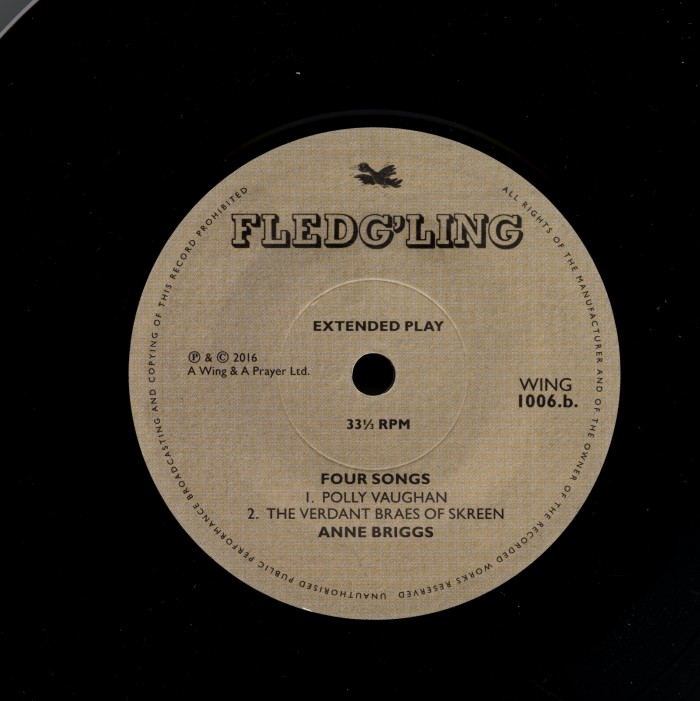 FLEDG'LING
EXTENDED PLAY
℗ & © 2016
A Wing & A Prayer Ltd.
WING
1006.b.
33⅓ RPM
FOUR SONGS
1. POLLY VAUGHAN
2. THE VERDANT BRAES OF SKREEN
ANNE BRIGGS
ALL RIGHTS OF THE MANUFACTURER AND OF THE OWNER OF THE RECORDED WORKS RESERVED UNAUTHORISED PUBLIC PERFORMANCE BROADCASTING AND COPYING OF THIS RECORD PROHIBITED